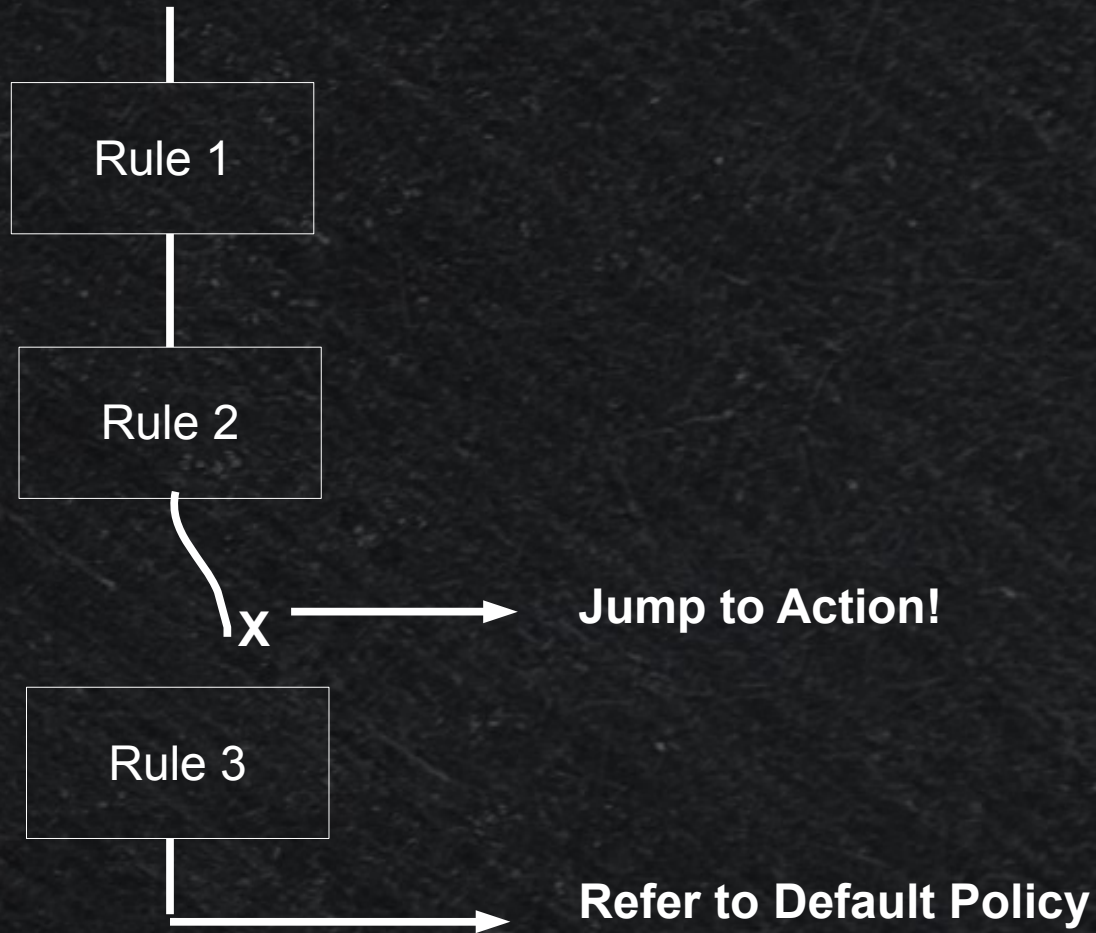 Rule 1
Rule 2
X
Jump to Action!
Rule 3
Refer to Default Policy